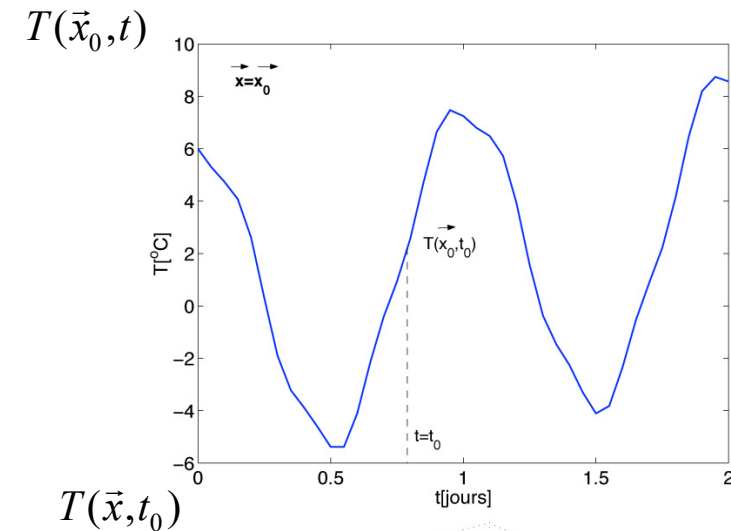 T(x⃗₀,t)
x⃗=x⃗₀
10
8
6
4
2
0
−2
−4
−6
T[°C]
T(x⃗₀,t₀)
t=t₀
0
0.5
1
1.5
2
t[jours]
T(x⃗,t₀)